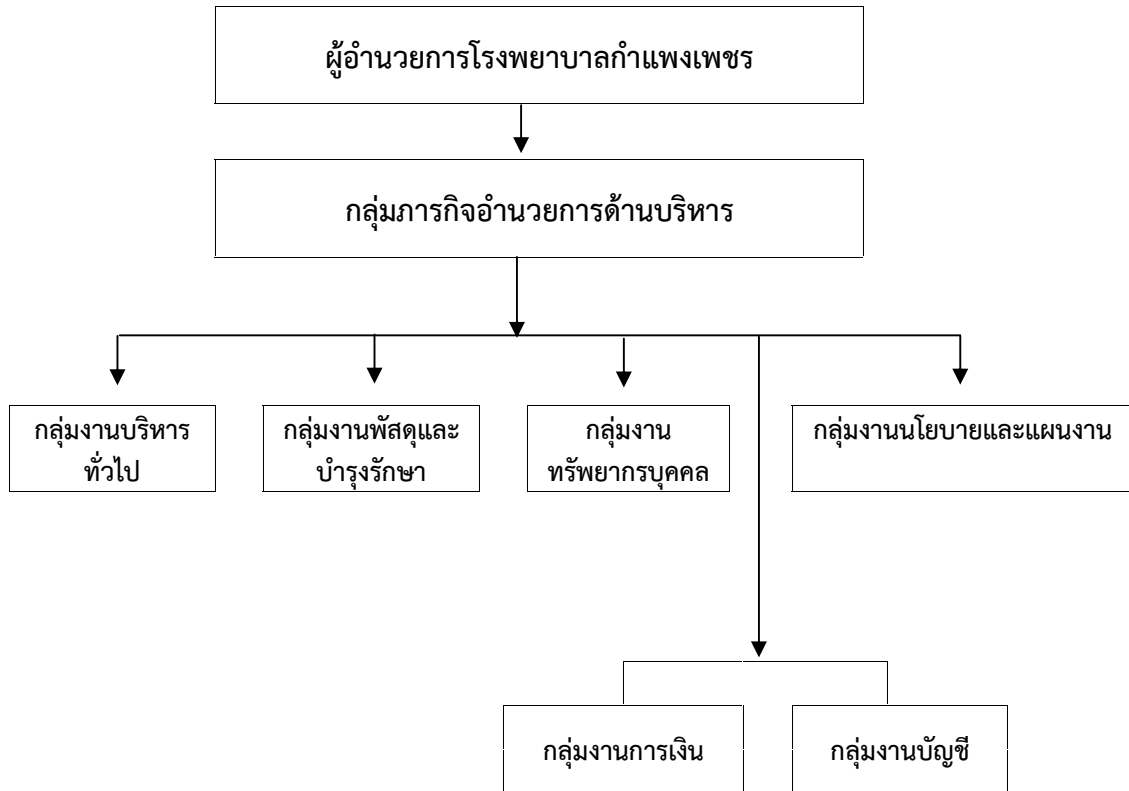 ผู้อำนวยการโรงพยาบาลกำแพงเพชร
กลุ่มภารกิจอำนวยการด้านบริหาร
กลุ่มงานบริหาร
ทั่วไป
กลุ่มงานพัสดุและ
บำรุงรักษา
กลุ่มงาน
ทรัพยากรบุคคล
กลุ่มงานนโยบายและแผนงาน
กลุ่มงานการเงิน
กลุ่มงานบัญชี